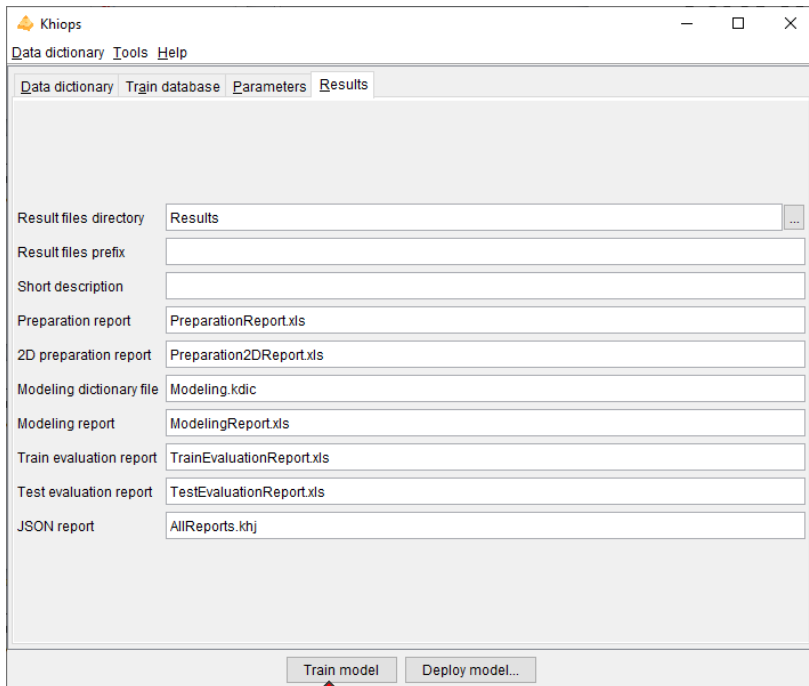 Khiops
Data dictionary Tools Help
Data dictionary Train database Parameters Results
Result files directory Results ...
Result files prefix
Short description
Preparation report PreparationReport.xls
2D preparation report Preparation2DReport.xls
Modeling dictionary file Modeling.kdic
Modeling report ModelingReport.xls
Train evaluation report TrainEvaluationReport.xls
Test evaluation report TestEvaluationReport.xls
JSON report AllReports.khj
Train model Deploy model...